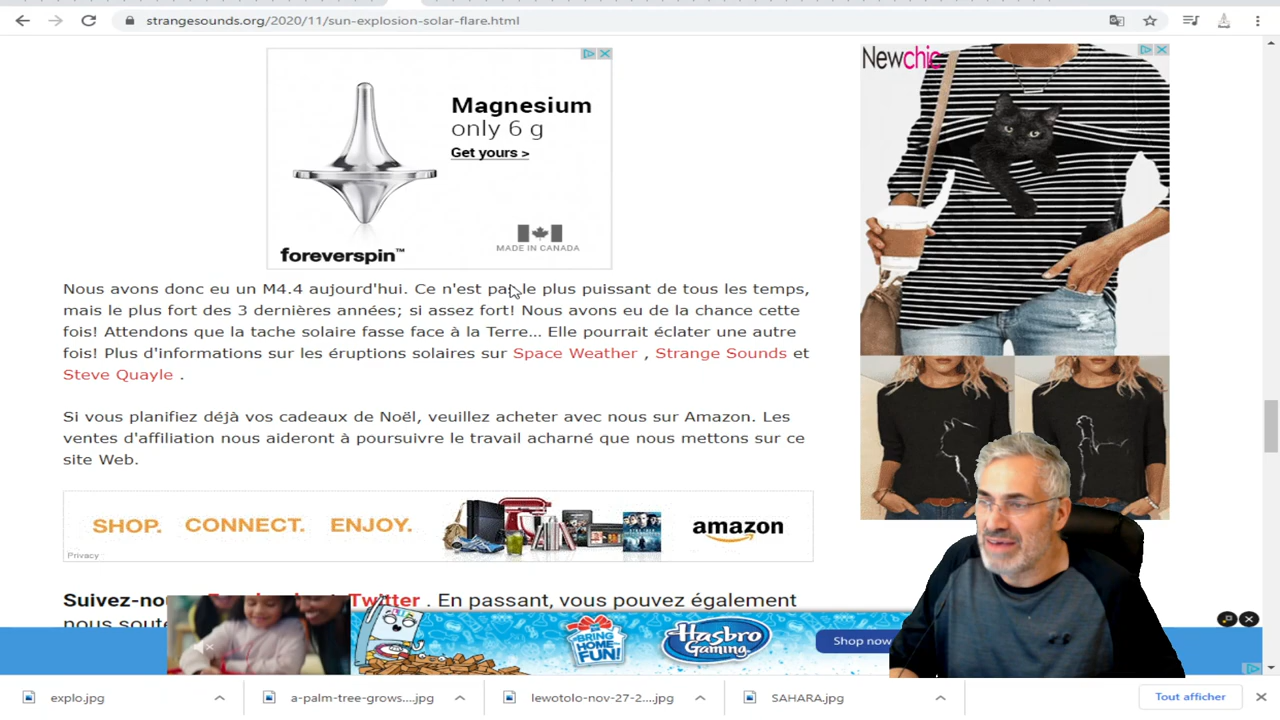 strangesounds.org/2020/11/sun-explosion-solar-flare.html
Magnesium
only 6 g
Get yours >
foreverspin™
MADE IN CANADA
Newchic
Nous avons donc eu un M4.4 aujourd'hui. Ce n'est pas le plus puissant de tous les temps,
mais le plus fort des 3 dernières années; si assez fort! Nous avons eu de la chance cette
fois! Attendons que la tache solaire fasse face à la Terre... Elle pourrait éclater une autre
fois! Plus d'informations sur les éruptions solaires sur Space Weather , Strange Sounds et
Steve Quayle .
Si vous planifiez déjà vos cadeaux de Noël, veuillez acheter avec nous sur Amazon. Les
ventes d'affiliation nous aideront à poursuivre le travail acharné que nous mettons sur ce
site Web.
SHOP. CONNECT. ENJOY.
amazon
Privacy
Twitter . En passant, vous pouvez également
BRING HOME THE FUN!
Hasbro Gaming
Shop now
explo.jpg
a-palm-tree-grows....jpg
lewotolo-nov-27-2....jpg
SAHARA.jpg
Tout afficher